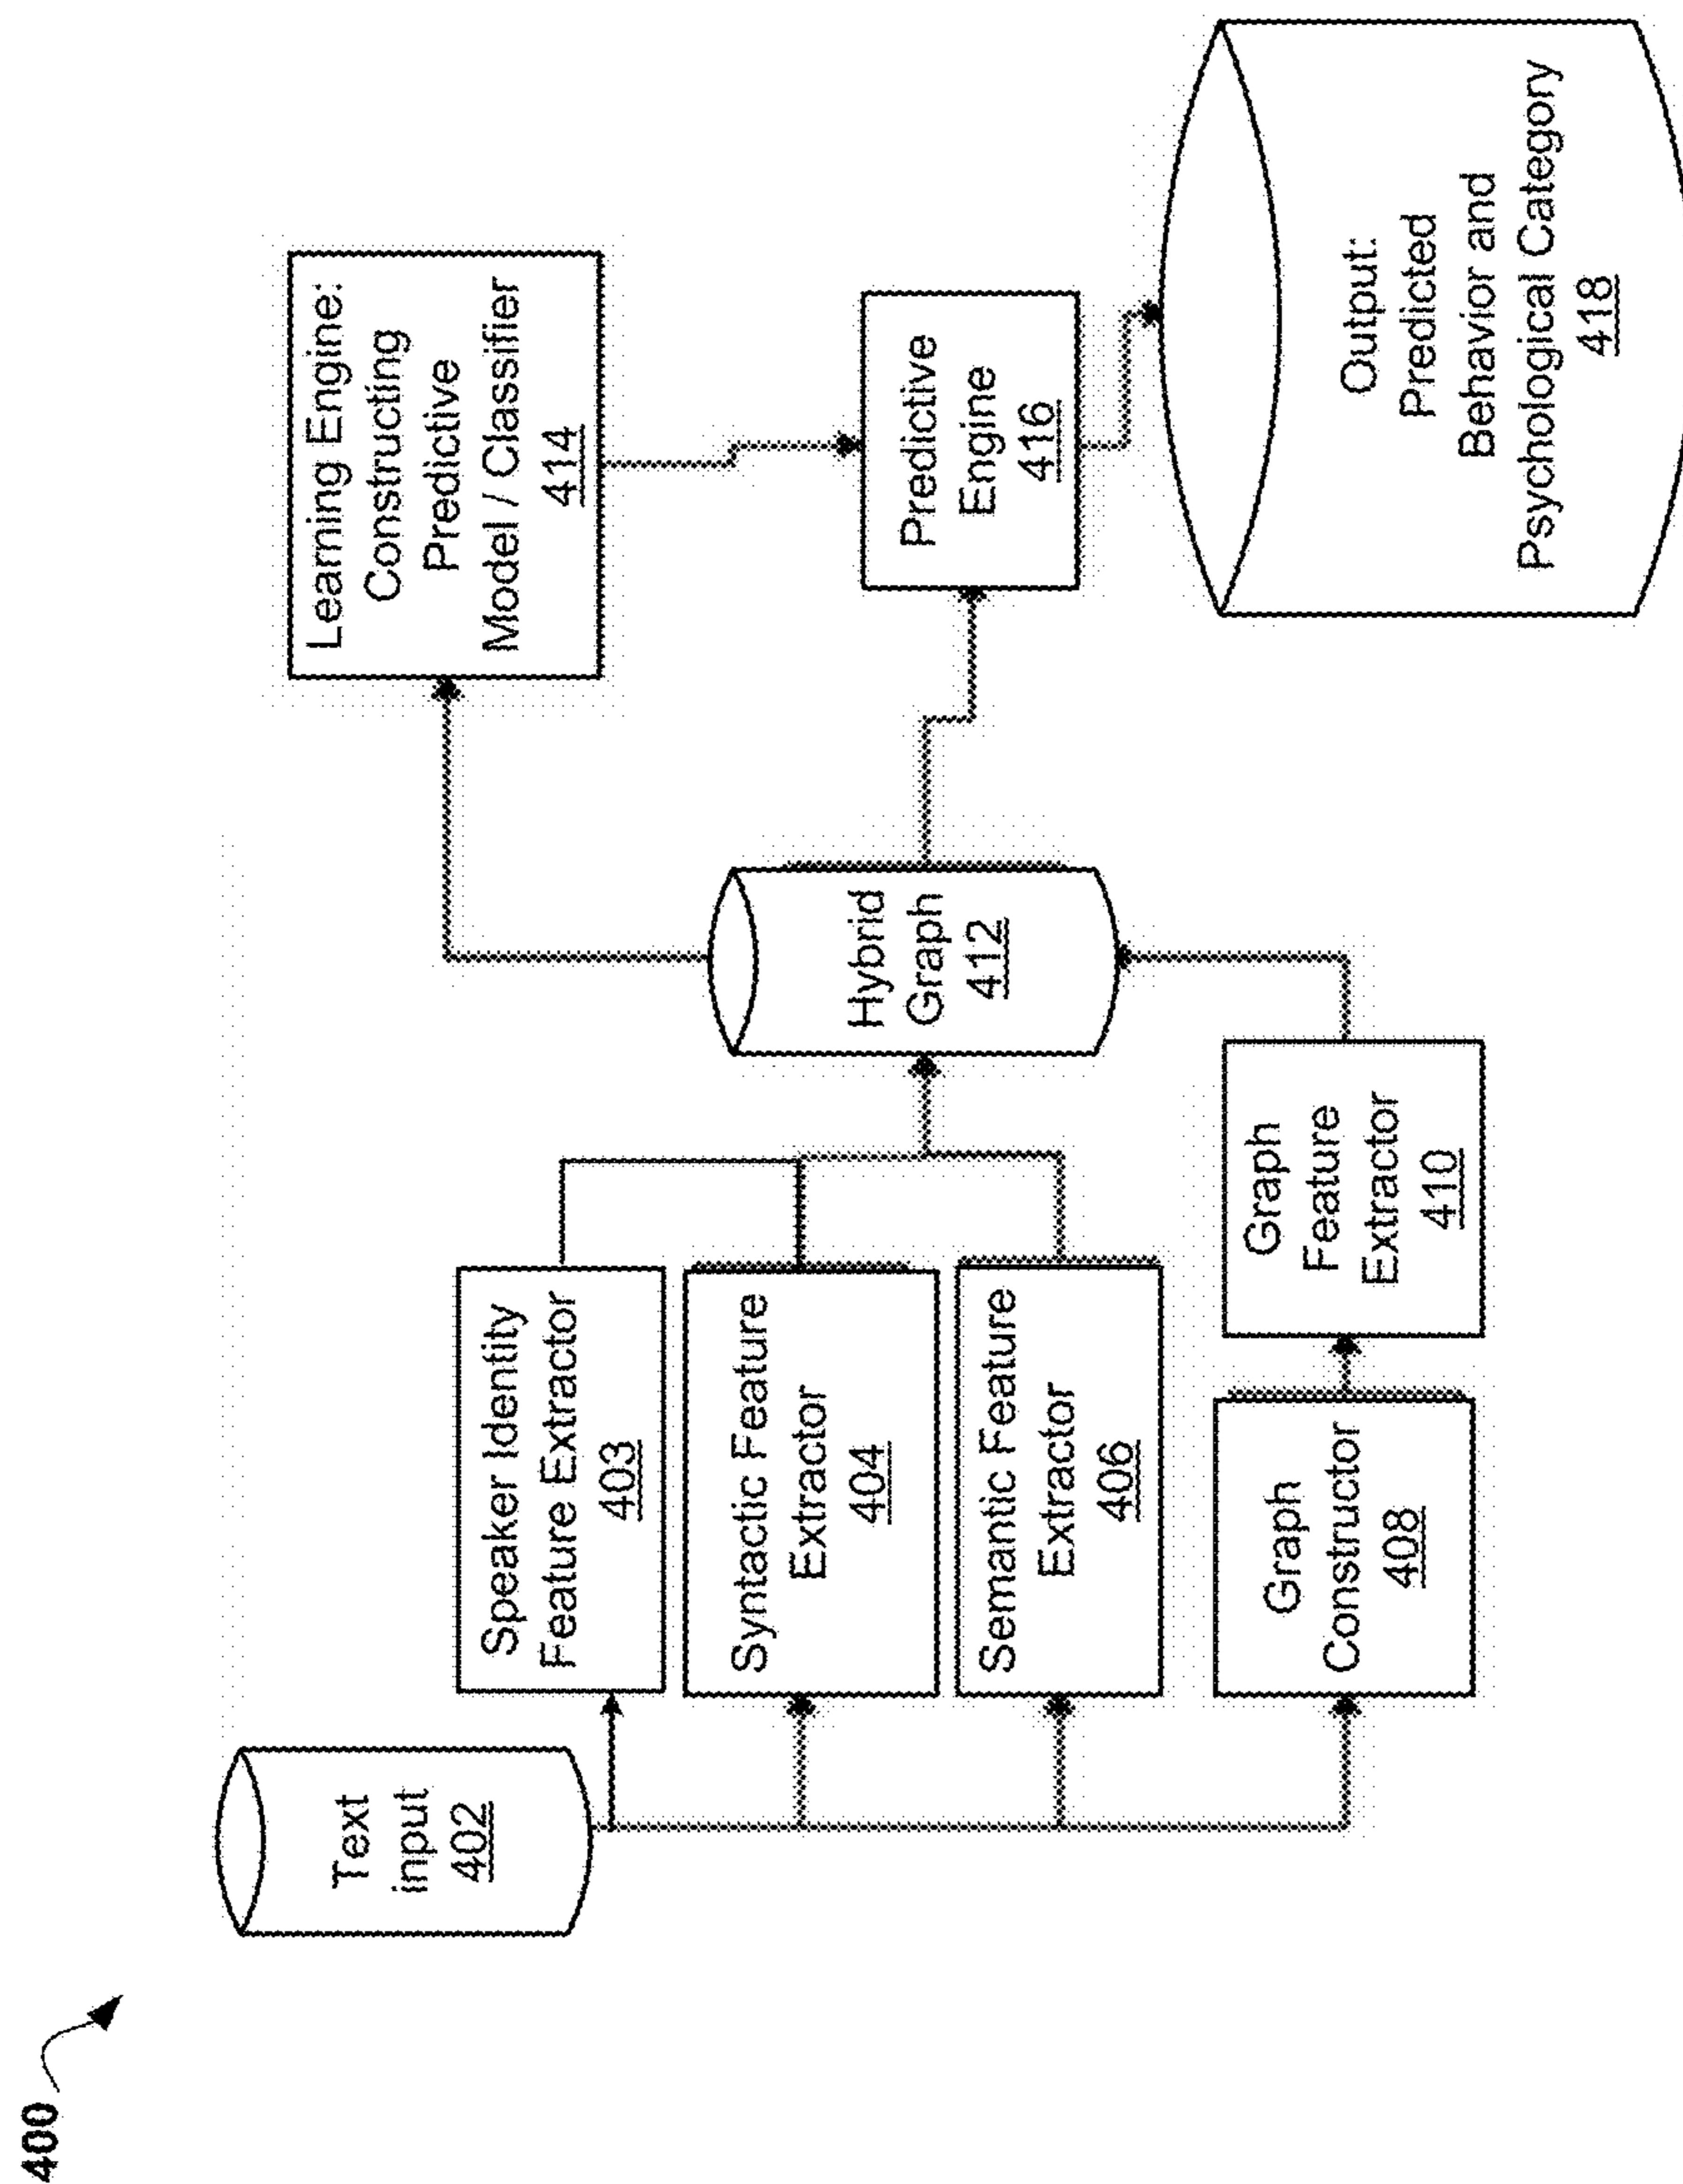 400
Text
input
402
Speaker Identity
Feature Extractor
403
Syntactic Feature
Extractor
404
Semantic Feature
Extractor
406
Graph
Constructor
408
Graph
Feature
Extractor
410
Hybrid
Graph
412
Learning Engine:
Constructing
Predictive
Model / Classifier
414
Predictive
Engine
416
Output:
Predicted
Behavior and
Psychological Category
418